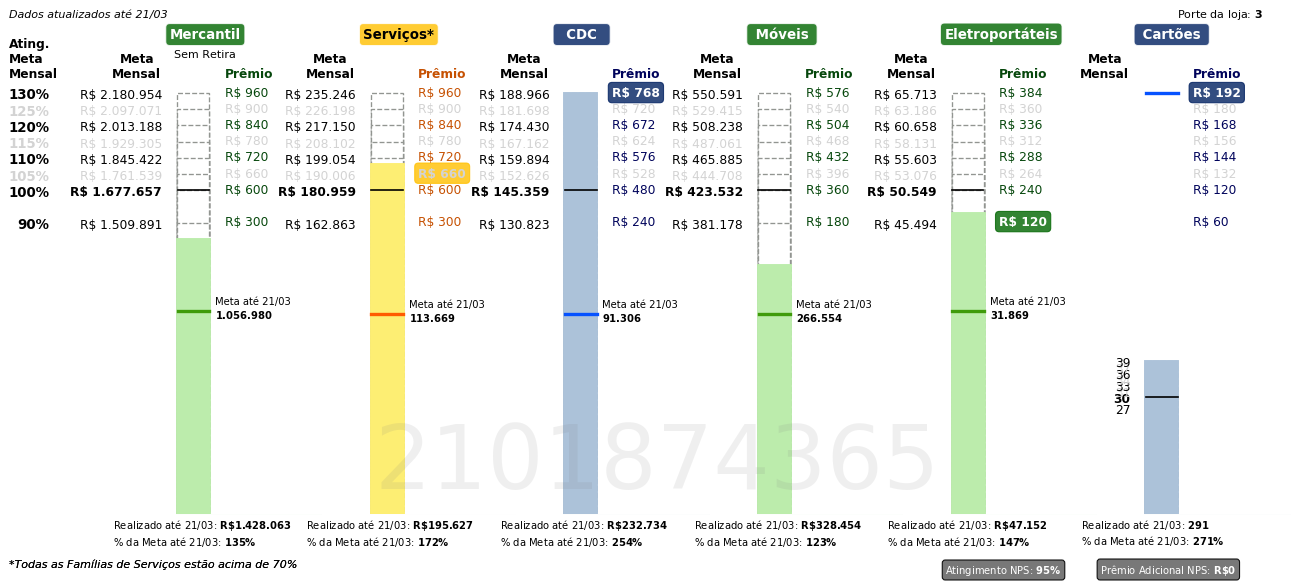 Dados atualizados até 21/03
Porte da loja: 3
Mercantil Serviços* CDC Móveis Eletroportáteis Cartões
Sem Retira
Ating. Meta Mensal
Meta Mensal Prêmio Meta Mensal Prêmio Meta Mensal Prêmio Meta Mensal Prêmio Meta Mensal Prêmio Meta Mensal Prêmio
130% R$ 2.180.954 R$ 960 R$ 235.246 R$ 960 R$ 188.966 R$ 768 R$ 550.591 R$ 576 R$ 65.713 R$ 384 R$ 192
125% R$ 2.097.071 R$ 900 R$ 226.198 R$ 900 R$ 181.698 R$ 720 R$ 529.415 R$ 540 R$ 63.186 R$ 360 R$ 180
120% R$ 2.013.188 R$ 840 R$ 217.150 R$ 840 R$ 174.430 R$ 672 R$ 508.238 R$ 504 R$ 60.658 R$ 336 R$ 168
115% R$ 1.929.305 R$ 780 R$ 208.102 R$ 780 R$ 167.162 R$ 624 R$ 487.061 R$ 468 R$ 58.131 R$ 312 R$ 156
110% R$ 1.845.422 R$ 720 R$ 199.054 R$ 720 R$ 159.894 R$ 576 R$ 465.885 R$ 432 R$ 55.603 R$ 288 R$ 144
105% R$ 1.761.539 R$ 660 R$ 190.006 R$ 660 R$ 152.626 R$ 528 R$ 444.708 R$ 396 R$ 53.076 R$ 264 R$ 132
100% R$ 1.677.657 R$ 600 R$ 180.959 R$ 600 R$ 145.359 R$ 480 R$ 423.532 R$ 360 R$ 50.549 R$ 240 R$ 120
90% R$ 1.509.891 R$ 300 R$ 162.863 R$ 300 R$ 130.823 R$ 240 R$ 381.178 R$ 180 R$ 45.494 R$ 120 R$ 60
Meta até 21/03 Meta até 21/03 Meta até 21/03 Meta até 21/03 Meta até 21/03
1.056.980 113.669 91.306 266.554 31.869
39
36
33
30
27
2101874365
Realizado até 21/03: R$1.428.063 Realizado até 21/03: R$195.627 Realizado até 21/03: R$232.734 Realizado até 21/03: R$328.454 Realizado até 21/03: R$47.152 Realizado até 21/03: 291
% da Meta até 21/03: 135% % da Meta até 21/03: 172% % da Meta até 21/03: 254% % da Meta até 21/03: 123% % da Meta até 21/03: 147% % da Meta até 21/03: 271%
*Todas as Famílias de Serviços estão acima de 70%
Atingimento NPS: 95% Prêmio Adicional NPS: R$0